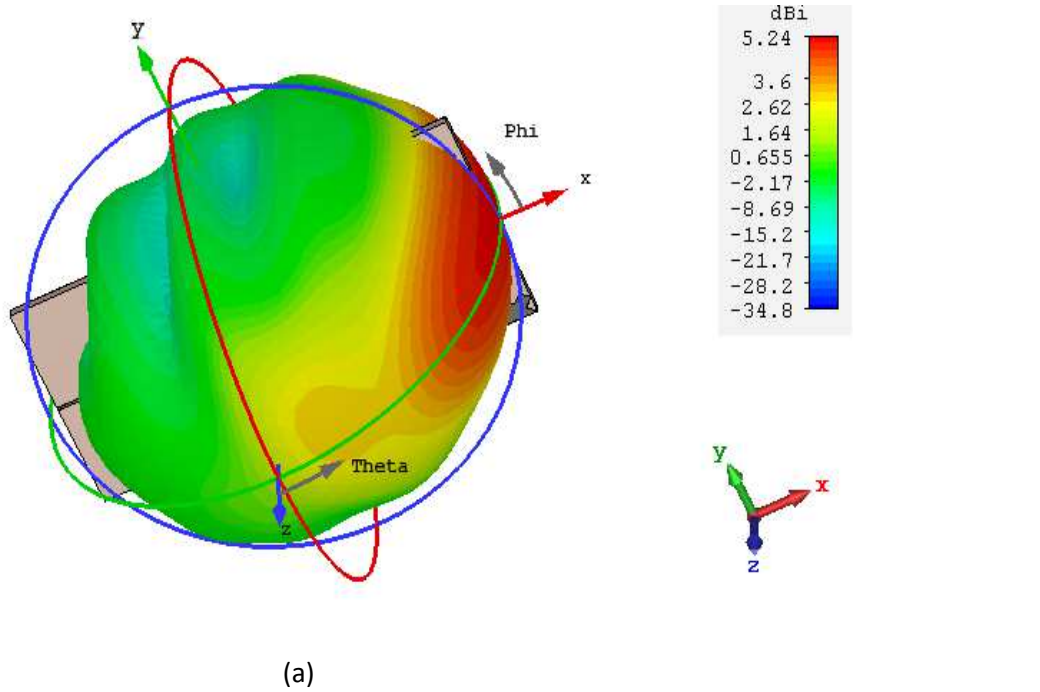 dBi
5.24
3.6
2.62
1.64
0.655
-2.17
-8.69
-15.2
-21.7
-28.2
-34.8
y
Phi
x
Theta
z
y
x
z
(a)